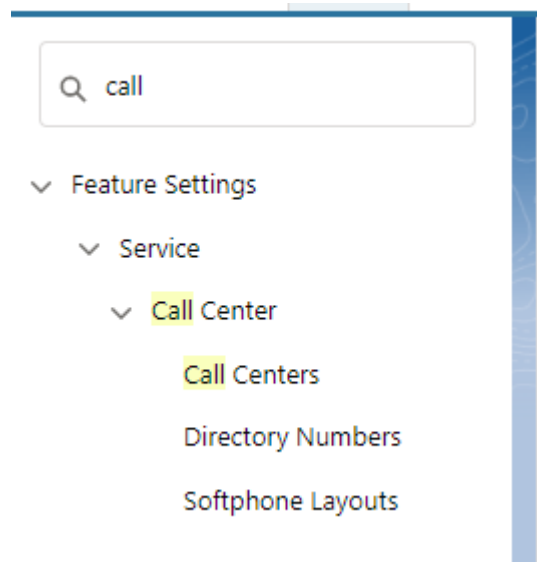 call
Feature Settings
Service
Call Center
Call Centers
Directory Numbers
Softphone Layouts